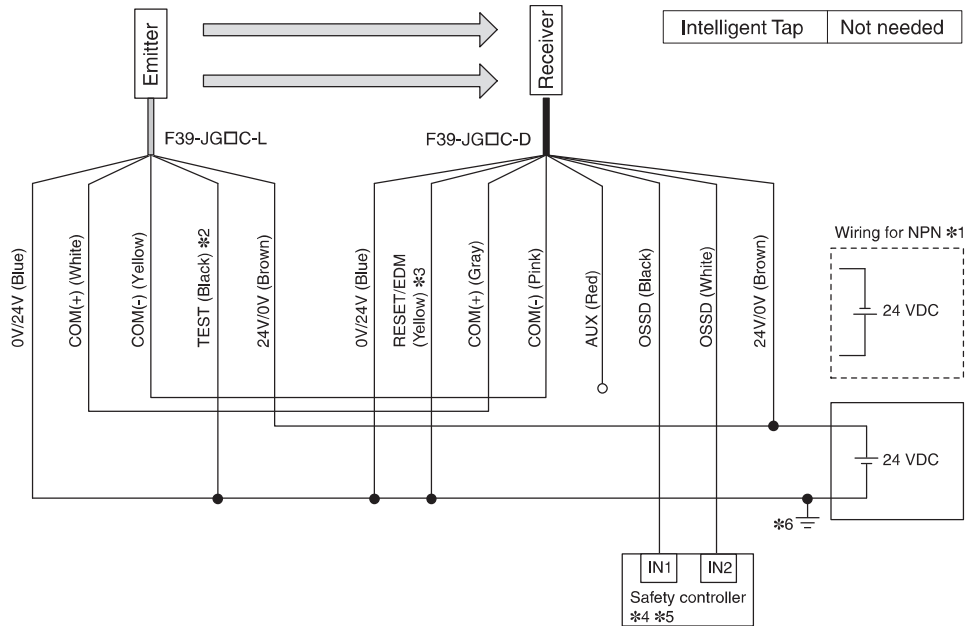 Emitter
Receiver
Intelligent Tap Not needed
F39-JG□C-L
F39-JG□C-D
0V/24V (Blue)
COM(+) (White)
COM(-) (Yellow)
TEST (Black) ✱2
24V/0V (Brown)
0V/24V (Blue)
RESET/EDM
(Yellow) ✱3
COM(+) (Gray)
COM(-) (Pink)
AUX (Red)
OSSD (Black)
OSSD (White)
24V/0V (Brown)
Wiring for NPN ✱1
24 VDC
24 VDC
✱6
IN1 IN2
Safety controller
✱4 ✱5